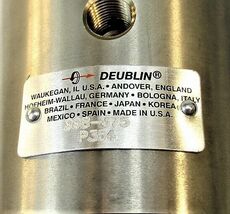 DEUBLIN®
WAUKEGAN, IL U.S.A. • ANDOVER, ENGLAND
HOFHEIM-WALLAU, GERMANY • BOLOGNA, ITALY
BRAZIL • FRANCE • JAPAN • KOREA
MEXICO • SPAIN • MADE IN U.S.A.